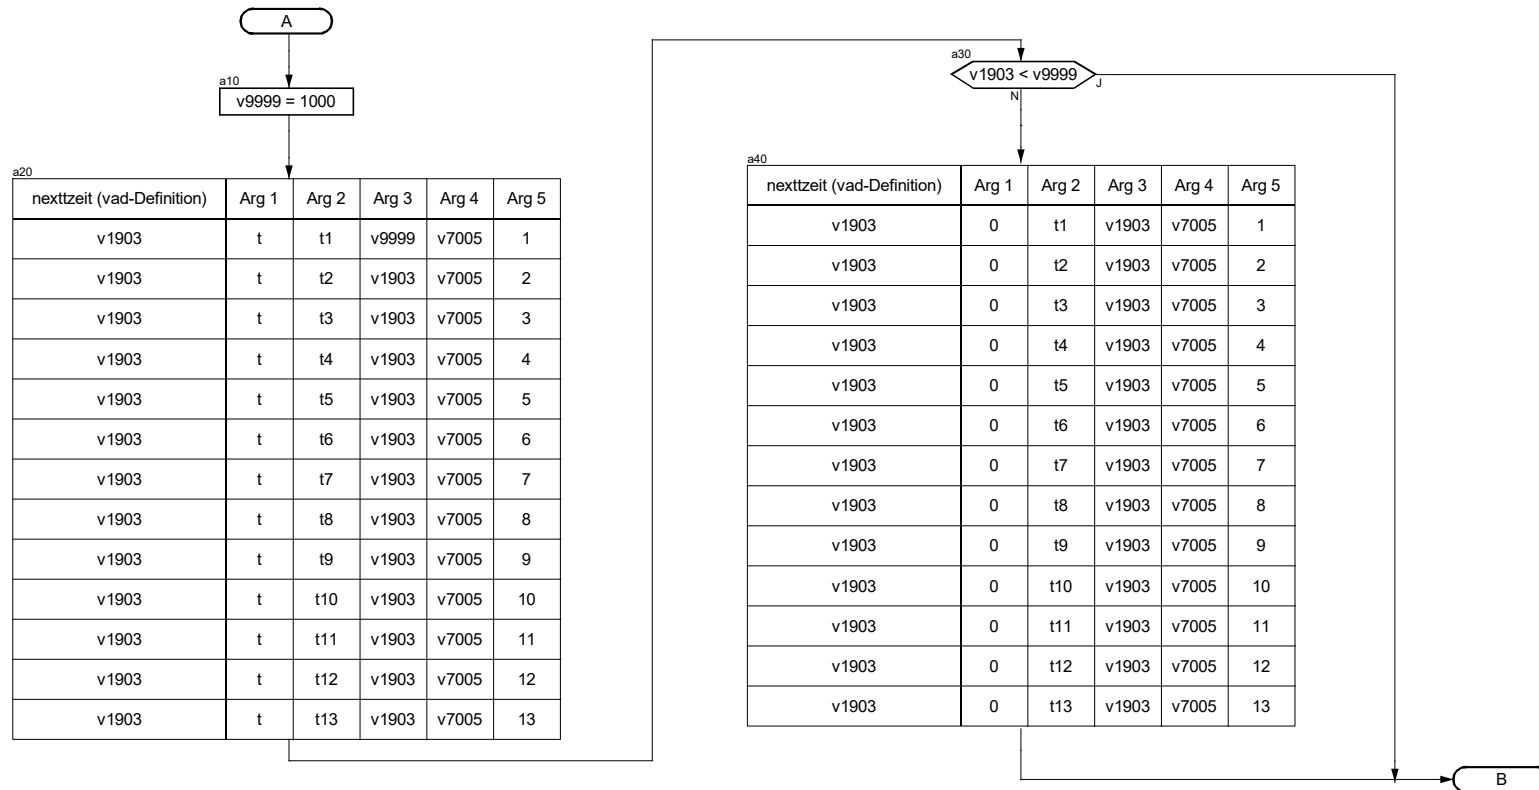 A
a10
v9999 = 1000
a20
nexttzeit (vad-Definition) Arg 1 Arg 2 Arg 3 Arg 4 Arg 5
v1903 t t1 v9999 v7005 1
v1903 t t2 v1903 v7005 2
v1903 t t3 v1903 v7005 3
v1903 t t4 v1903 v7005 4
v1903 t t5 v1903 v7005 5
v1903 t t6 v1903 v7005 6
v1903 t t7 v1903 v7005 7
v1903 t t8 v1903 v7005 8
v1903 t t9 v1903 v7005 9
v1903 t t10 v1903 v7005 10
v1903 t t11 v1903 v7005 11
v1903 t t12 v1903 v7005 12
v1903 t t13 v1903 v7005 13
a30
v1903 < v9999
N J
a40
nexttzeit (vad-Definition) Arg 1 Arg 2 Arg 3 Arg 4 Arg 5
v1903 0 t1 v1903 v7005 1
v1903 0 t2 v1903 v7005 2
v1903 0 t3 v1903 v7005 3
v1903 0 t4 v1903 v7005 4
v1903 0 t5 v1903 v7005 5
v1903 0 t6 v1903 v7005 6
v1903 0 t7 v1903 v7005 7
v1903 0 t8 v1903 v7005 8
v1903 0 t9 v1903 v7005 9
v1903 0 t10 v1903 v7005 10
v1903 0 t11 v1903 v7005 11
v1903 0 t12 v1903 v7005 12
v1903 0 t13 v1903 v7005 13
B